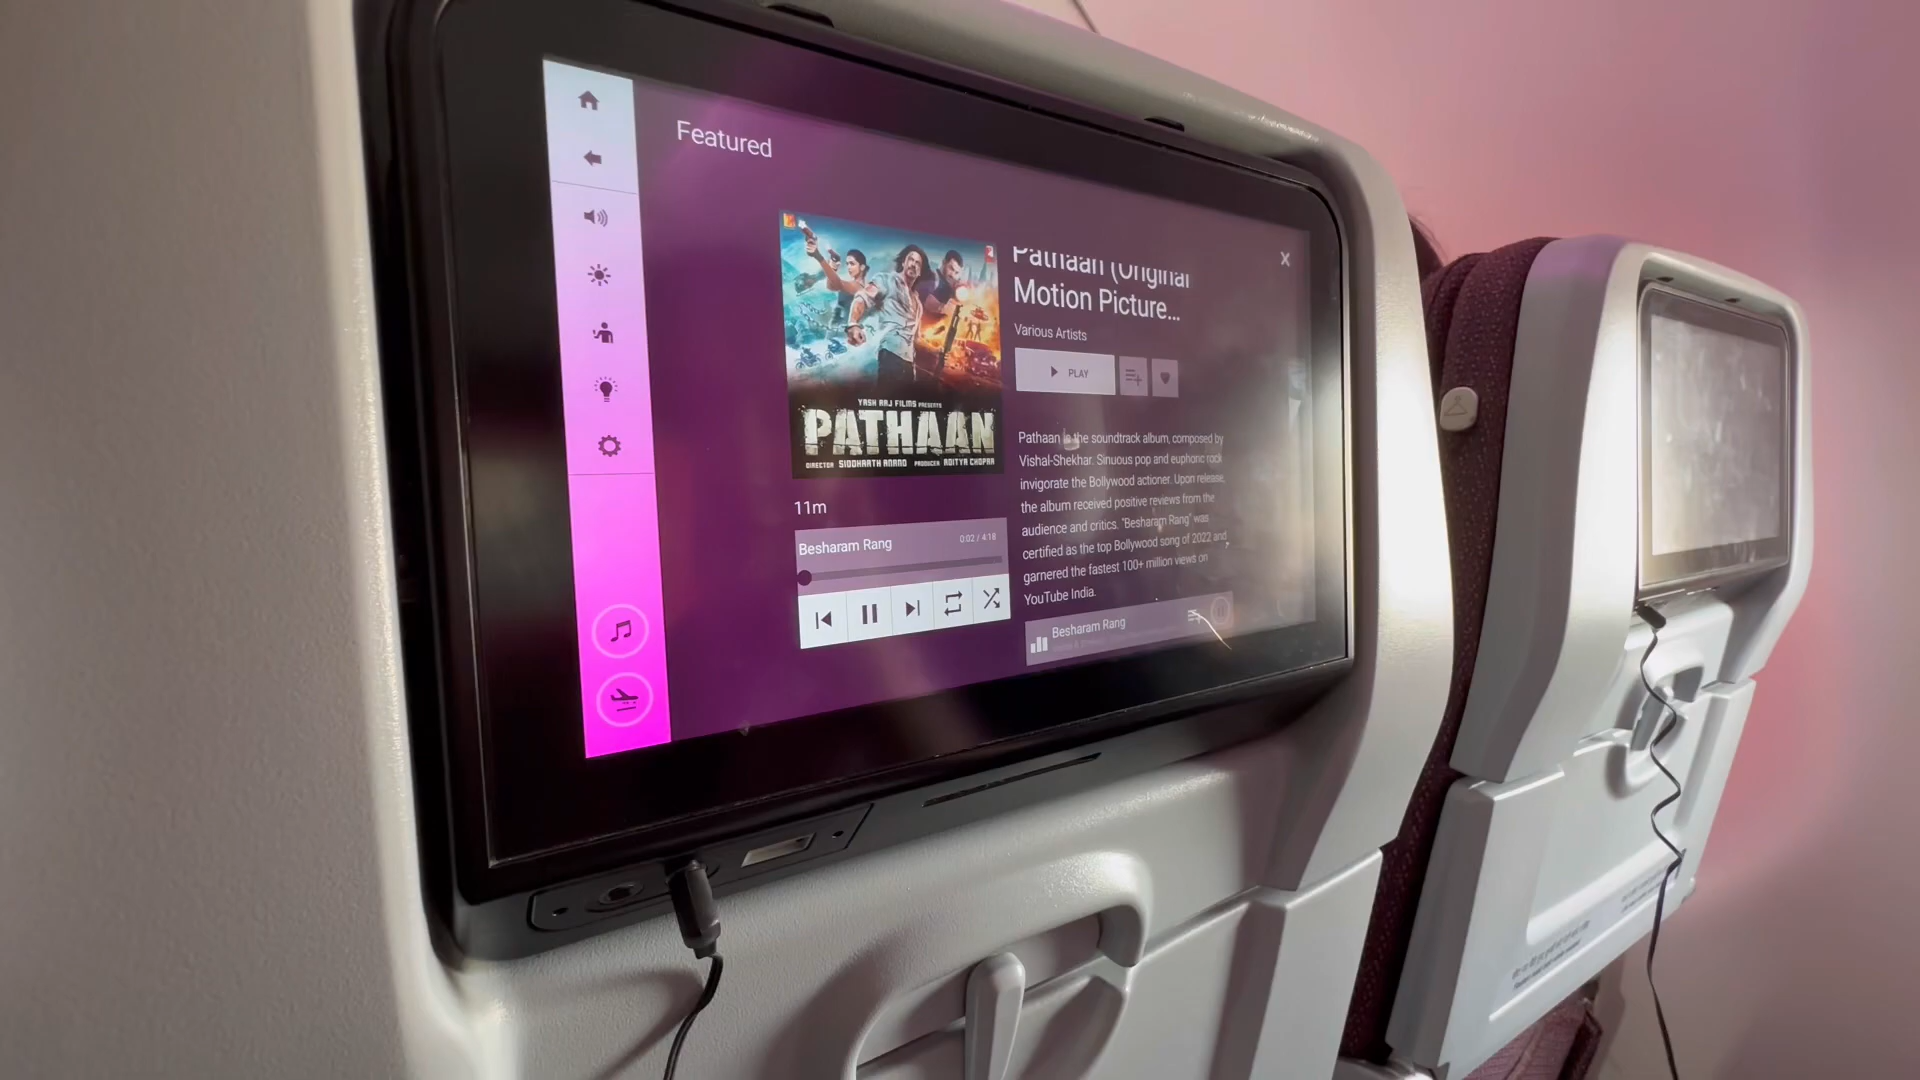 Featured
YASH RAJ FILMS PRESENTS
PATHAAN
DIRECTOR SIDDHARTH ANAND PRODUCER ADITYA CHOPRA
11m
Besharam Rang 0:02 / 4:18
Pathaan (Original
Motion Picture...
Various Artists
PLAY
Pathaan is the soundtrack album, composed by
Vishal-Shekhar. Sinuous pop and euphoric rock
invigorate the Bollywood actioner. Upon release,
the album received positive reviews from the
audience and critics. "Besharam Rang" was
certified as the top Bollywood song of 2022 and
garnered the fastest 100+ million views on
YouTube India.
Besharam Rang